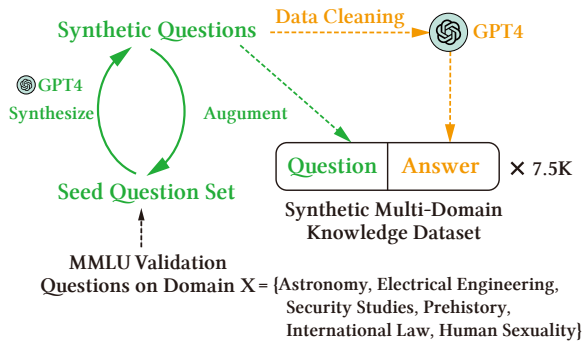 Synthetic Questions
Data Cleaning
GPT4
GPT4
Synthesize
Augument
Seed Question Set
Question
Answer
× 7.5K
Synthetic Multi-Domain
Knowledge Dataset
MMLU Validation
Questions on Domain X = {Astronomy, Electrical Engineering,
Security Studies, Prehistory,
International Law, Human Sexuality}